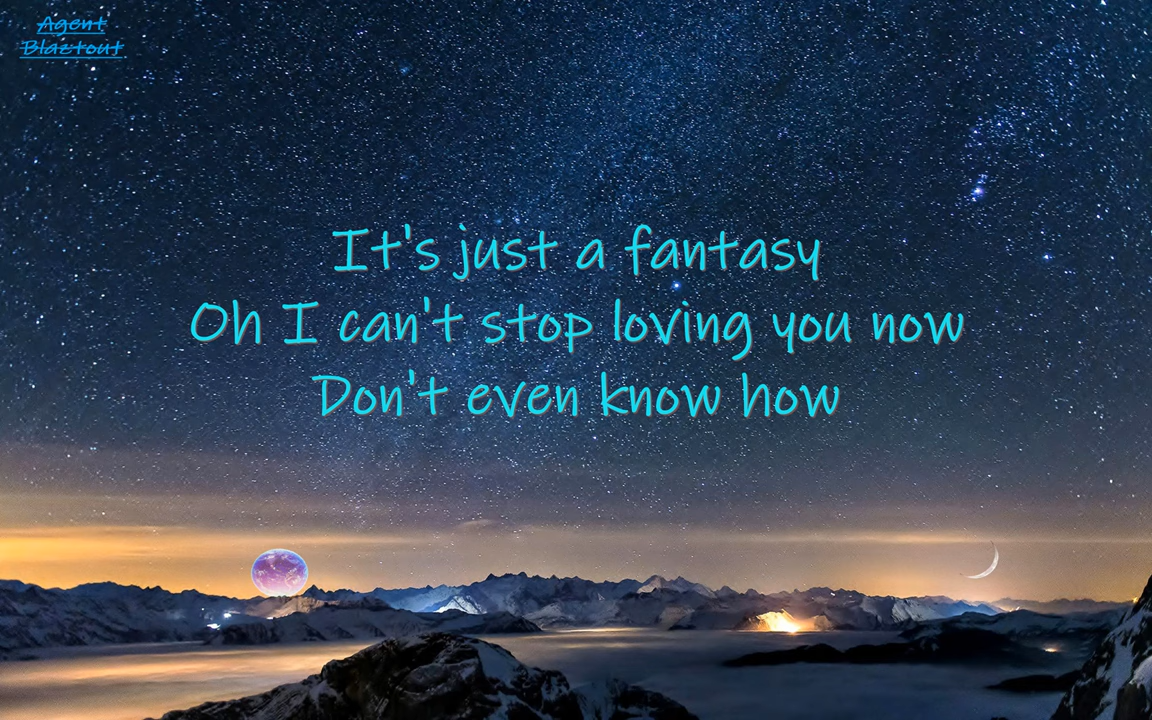 Agent
Blaztout
It's just a fantasy
Oh I can't stop loving you now
Don't even know how